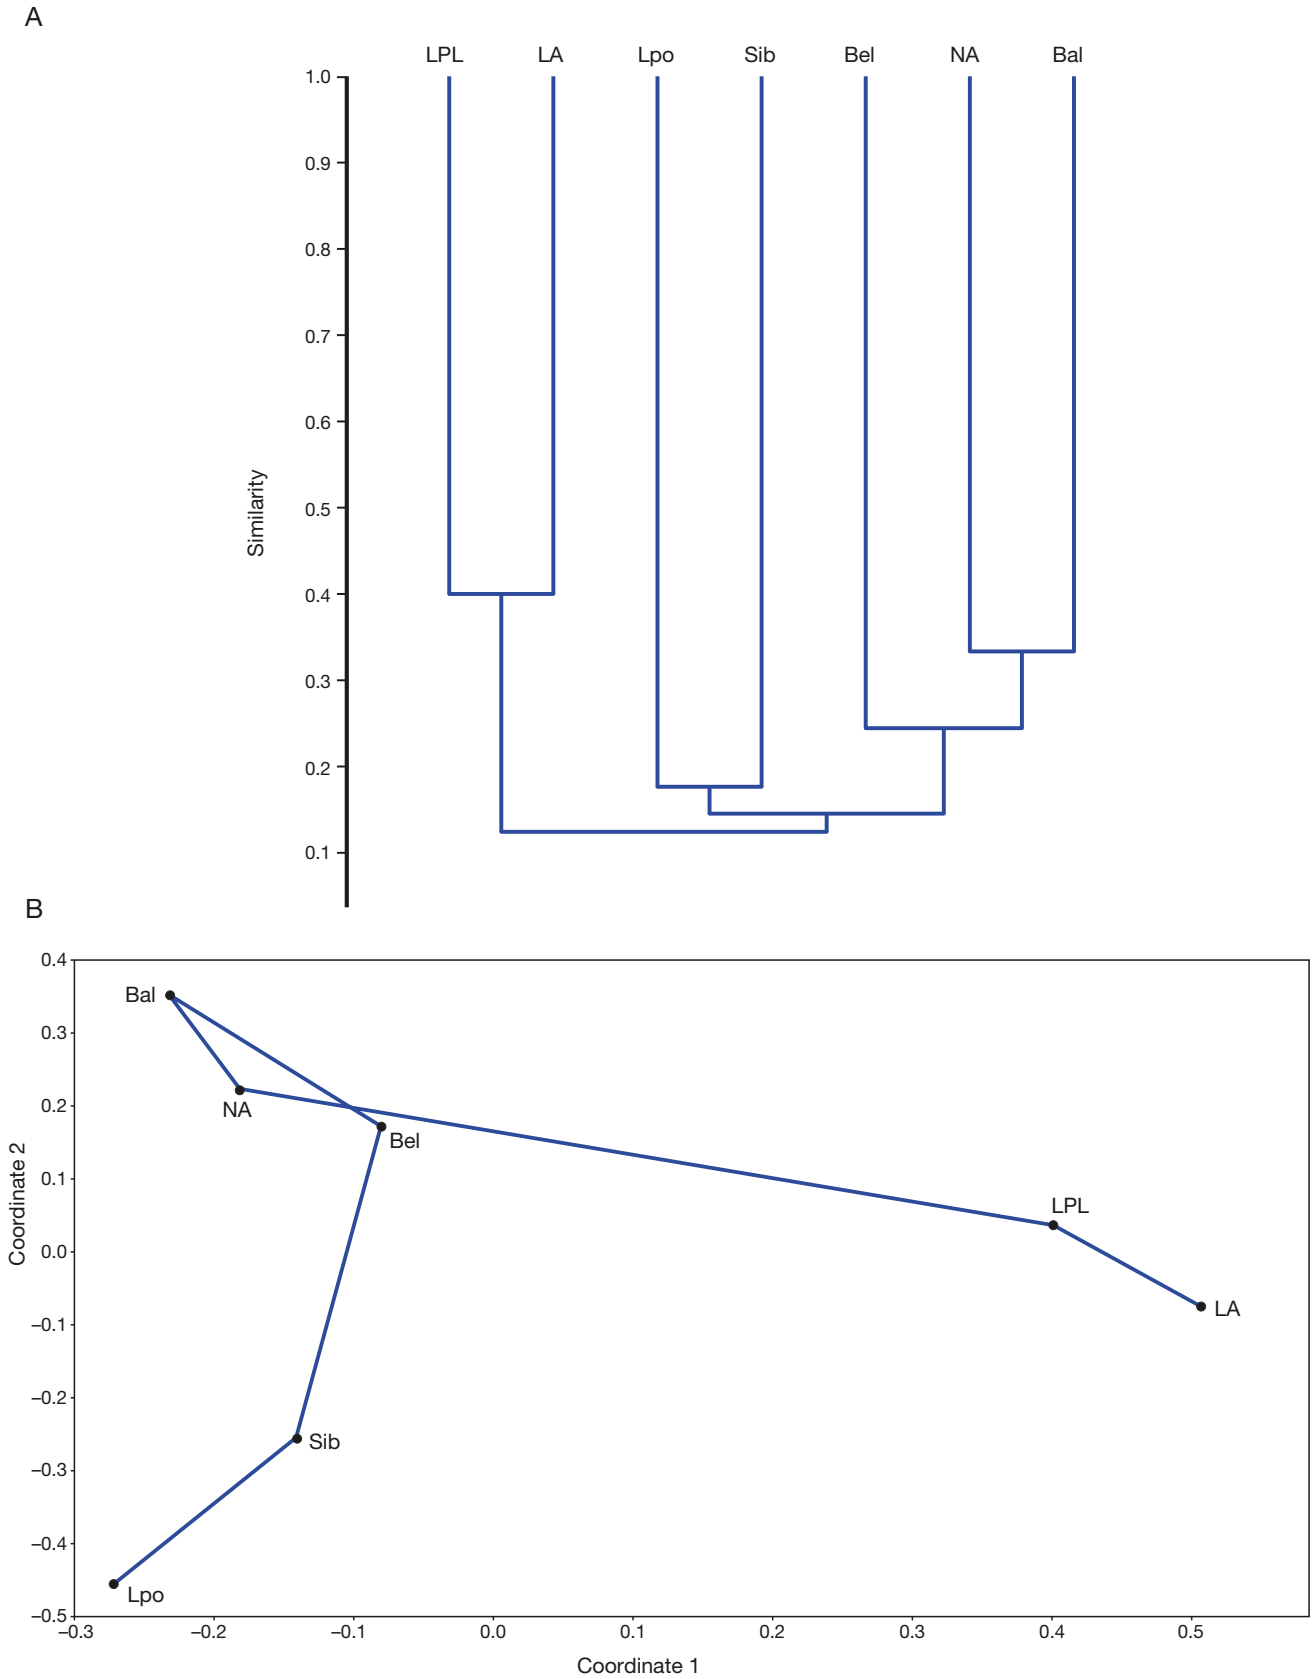 A
LPL LA Lpo Sib Bel NA Bal
1.0
0.9
0.8
0.7
0.6
0.5
0.4
0.3
0.2
0.1
Similarity
B
0.4
0.3
0.2
0.1
0.0
–0.1
–0.2
–0.3
–0.4
–0.5
Coordinate 2
Bal
NA
Bel
LPL
LA
Sib
Lpo
–0.3 –0.2 –0.1 0.0 0.1 0.2 0.3 0.4 0.5
Coordinate 1